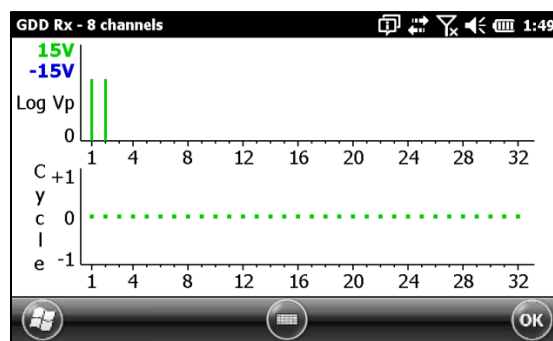 GDD Rx - 8 channels 1:49
15V
-15V
Log Vp
0
1 4 8 12 16 20 24 28 32
Cycle
+1
0
-1
1 4 8 12 16 20 24 28 32
OK